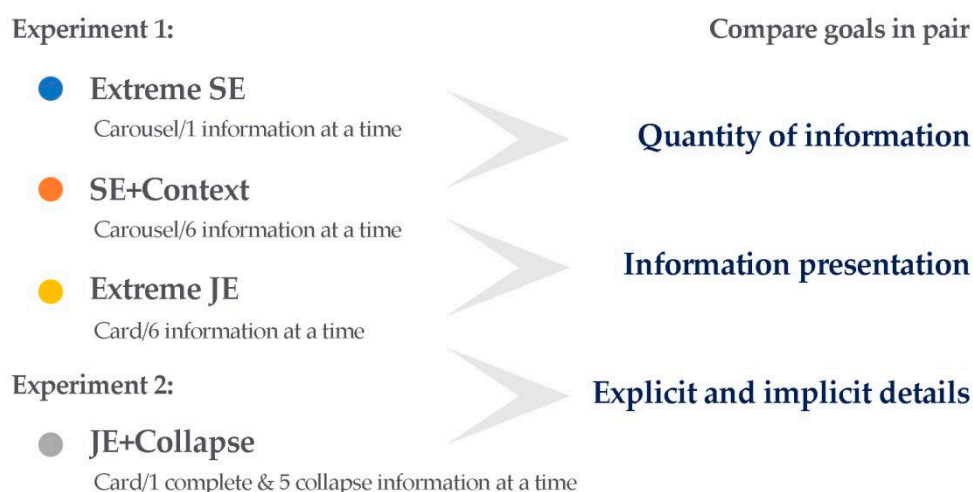 Experiment 1:
Compare goals in pair
Extreme SE
Carousel/1 information at a time
Quantity of information
SE+Context
Carousel/6 information at a time
Information presentation
Extreme JE
Card/6 information at a time
Experiment 2:
Explicit and implicit details
JE+Collapse
Card/1 complete & 5 collapse information at a time